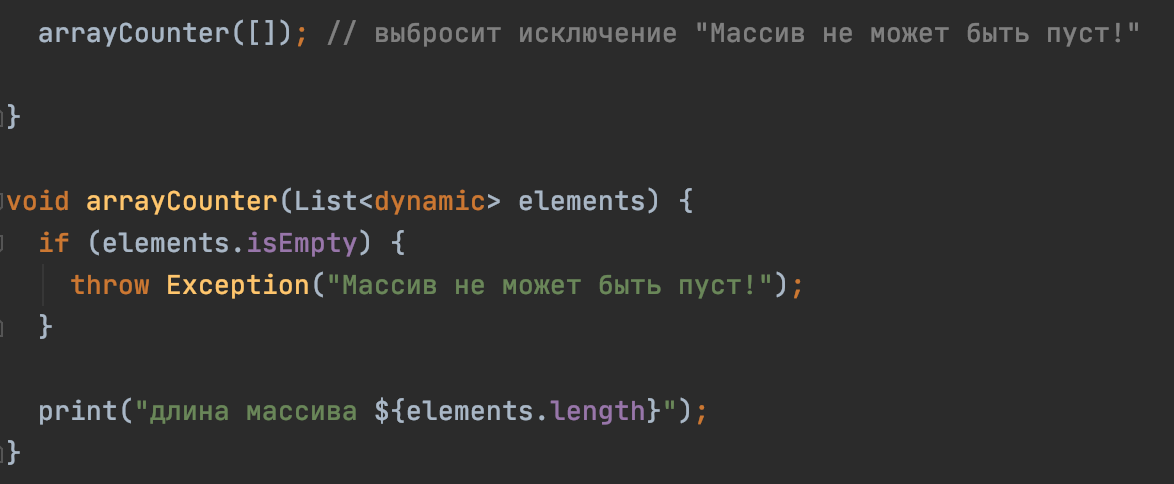 arrayCounter([]); // выбросит исключение "Массив не может быть пуст!"
}
void arrayCounter(List<dynamic> elements) {
if (elements.isEmpty) {
throw Exception("Массив не может быть пуст!");
}
print("длина массива ${elements.length}");
}